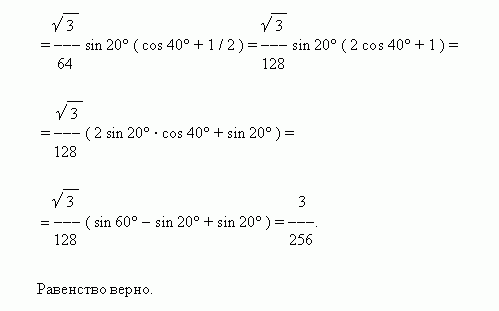 = √3/64 sin 20° ( cos 40° + 1 / 2 ) = √3/128 sin 20° ( 2 cos 40° + 1 ) =
= √3/128 ( 2 sin 20° · cos 40° + sin 20° ) =
= √3/128 ( sin 60° – sin 20° + sin 20° ) = 3/256.
Равенство верно.